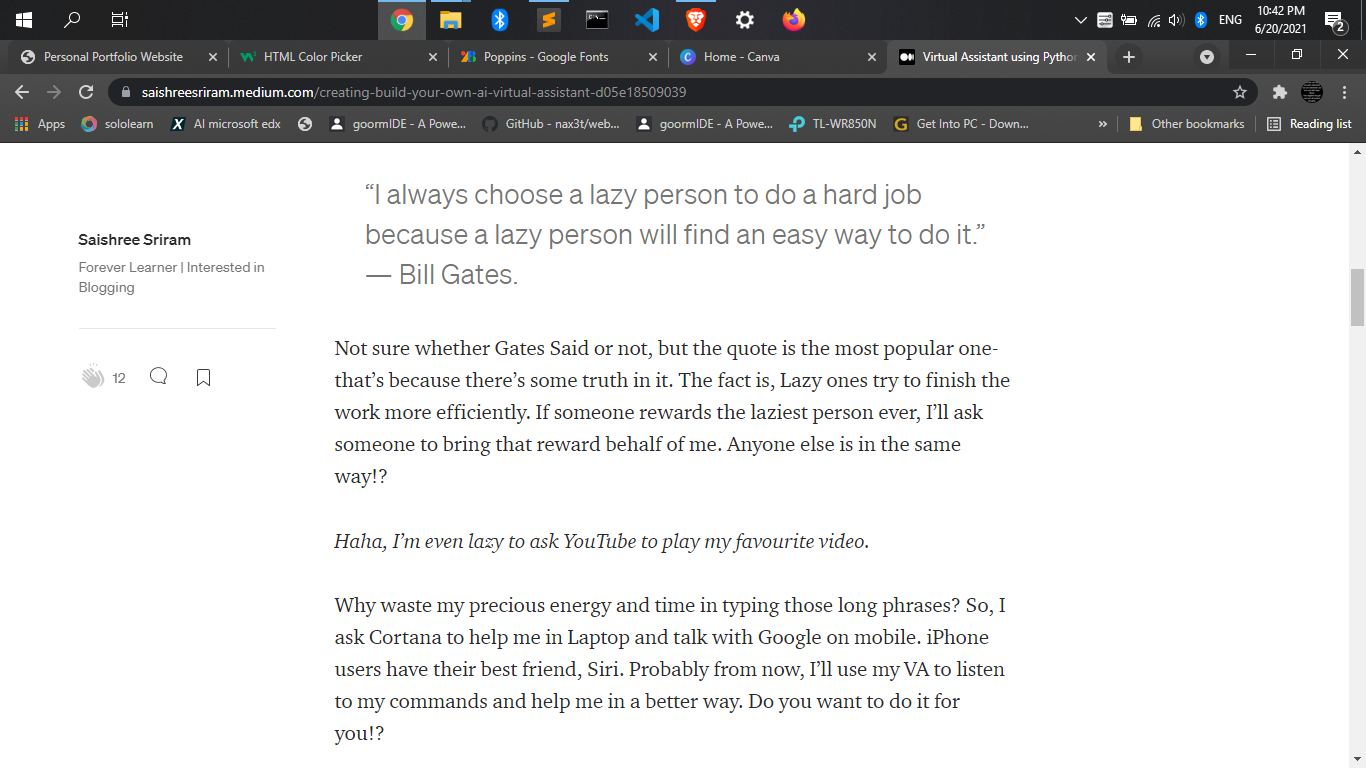 10:42 PM
ENG
6/20/2021
2
Personal Portfolio Website
HTML Color Picker
Poppins - Google Fonts
Home - Canva
Virtual Assistant using Python
saishreesriram.medium.com/creating-build-your-own-ai-virtual-assistant-d05e18509039
Apps
sololearn
AI microsoft edx
goormIDE - A Powe...
GitHub - nax3t/web...
goormIDE - A Powe...
TL-WR850N
Get Into PC - Down...
»
Other bookmarks
Reading list
“I always choose a lazy person to do a hard job
because a lazy person will find an easy way to do it.”
— Bill Gates.
Saishree Sriram
Forever Learner | Interested in
Blogging
12
Not sure whether Gates Said or not, but the quote is the most popular one-
that’s because there’s some truth in it. The fact is, Lazy ones try to finish the
work more efficiently. If someone rewards the laziest person ever, I’ll ask
someone to bring that reward behalf of me. Anyone else is in the same
way!?
Haha, I’m even lazy to ask YouTube to play my favourite video.
Why waste my precious energy and time in typing those long phrases? So, I
ask Cortana to help me in Laptop and talk with Google on mobile. iPhone
users have their best friend, Siri. Probably from now, I’ll use my VA to listen
to my commands and help me in a better way. Do you want to do it for
you!?